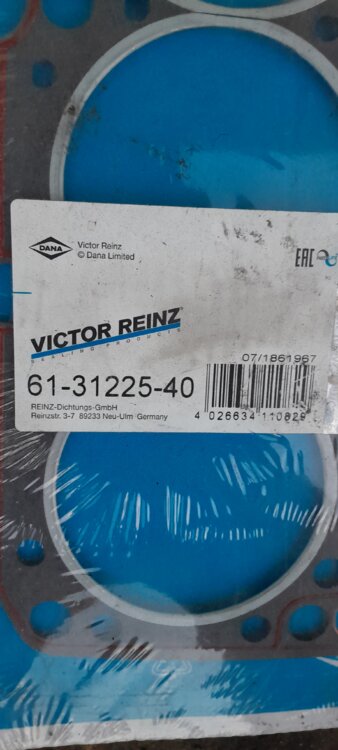 DANA
Victor Reinz
© Dana Limited
EAC
VICTOR REINZ
SEALING PRODUCTS
07/1861967
61-31225-40
REINZ-Dichtungs-GmbH
Reinzstr. 3-7 89233 Neu-Ulm Germany
4 026634 110829